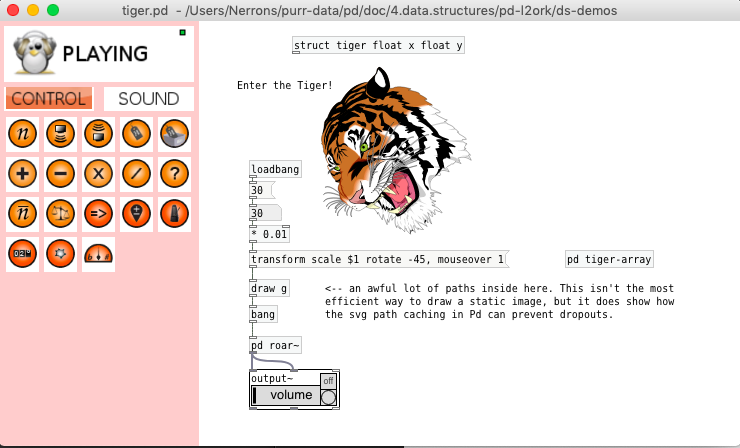 tiger.pd - /Users/Nerrons/purr-data/pd/doc/4.data.structures/pd-l2ork/ds-demos
PLAYING
CONTROL
SOUND
n
+
−
x
/
?
n
=>
struct tiger float x float y
Enter the Tiger!
loadbang
30
30
* 0.01
transform scale $1 rotate -45, mouseover 1
pd tiger-array
draw g
<-- an awful lot of paths inside here. This isn't the most
efficient way to draw a static image, but it does show how
the svg path caching in Pd can prevent dropouts.
bang
pd roar~
output~
off
volume